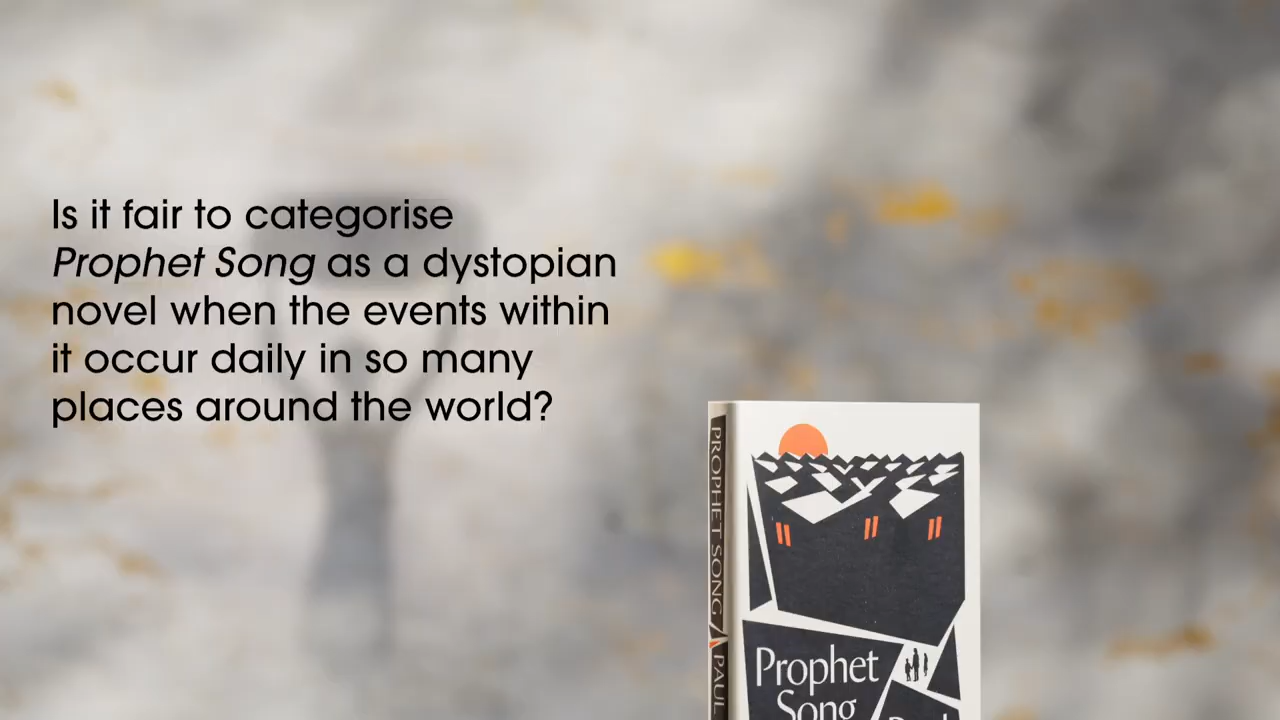 Is it fair to categorise
Prophet Song as a dystopian
novel when the events within
it occur daily in so many
places around the world?
PROPHET SONG
PAUL
Prophet
Song